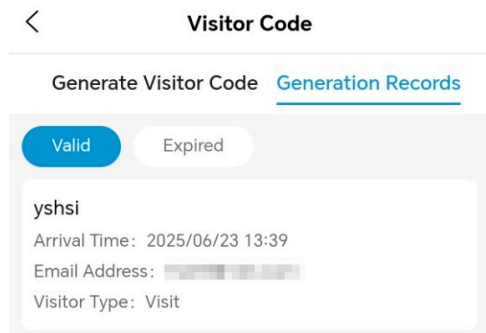 Visitor Code
Generate Visitor Code Generation Records
Valid Expired
yshsi
Arrival Time: 2025/06/23 13:39
Email Address:
Visitor Type: Visit